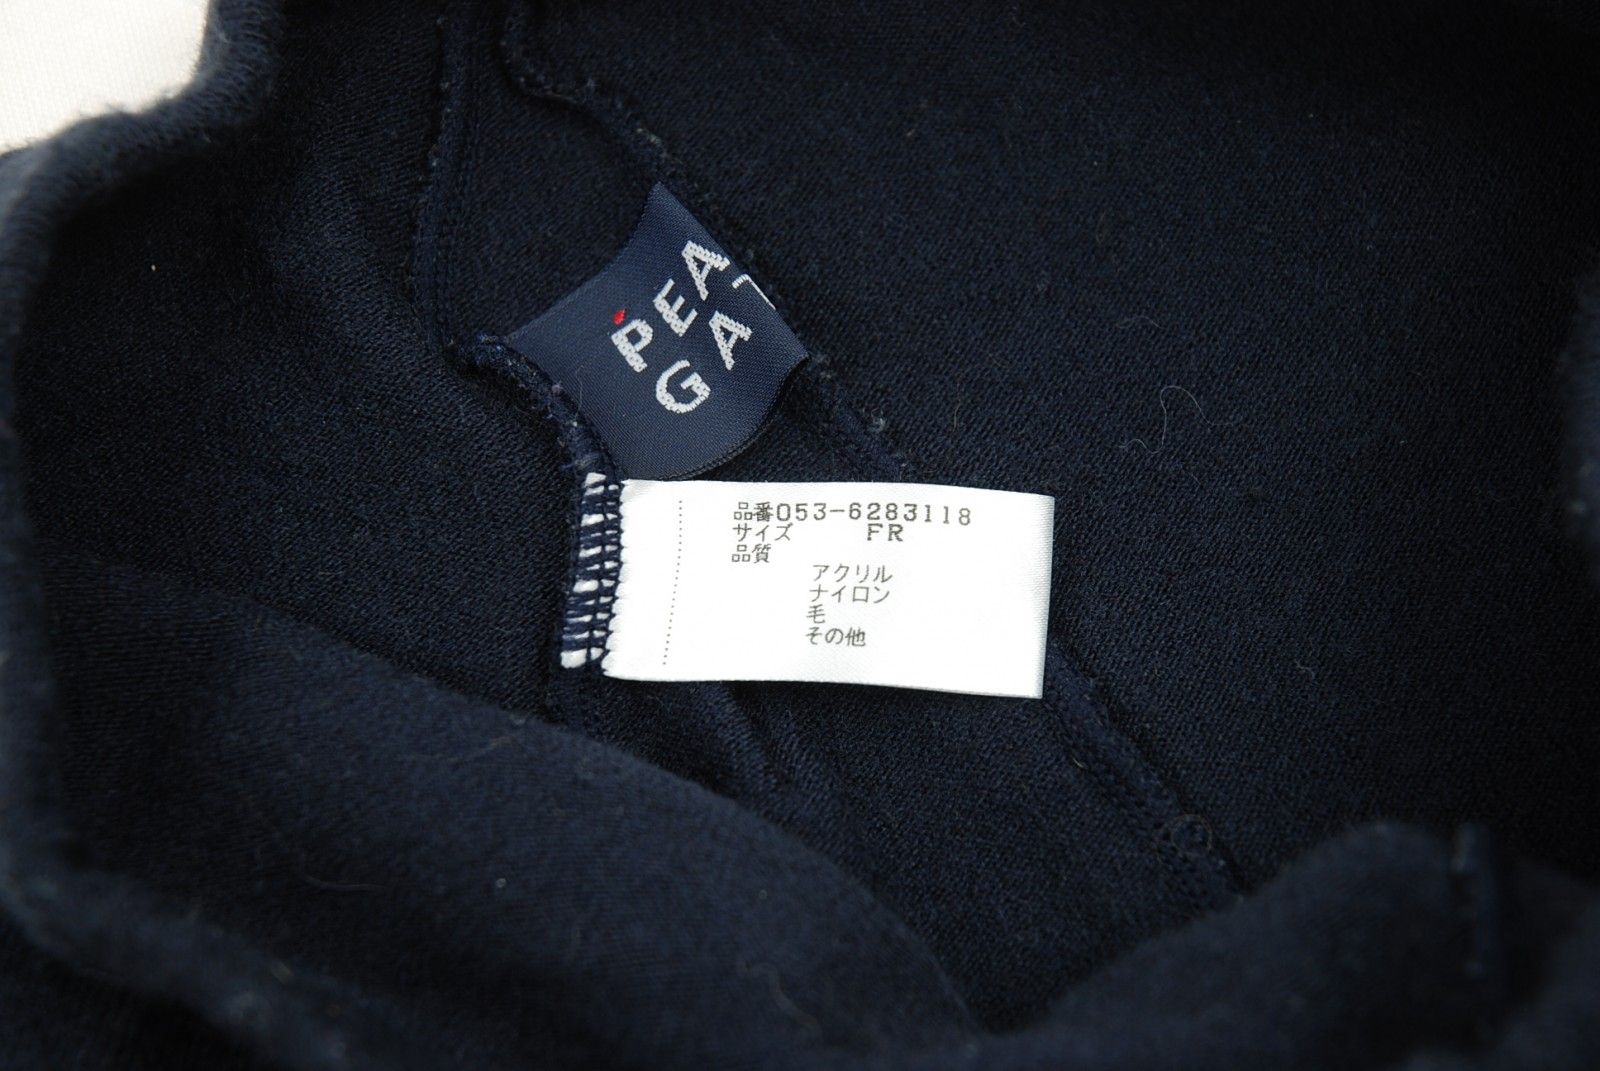 PEA
GA
品番053-6283118
サイズ FR
品質
アクリル
ナイロン
毛
その他